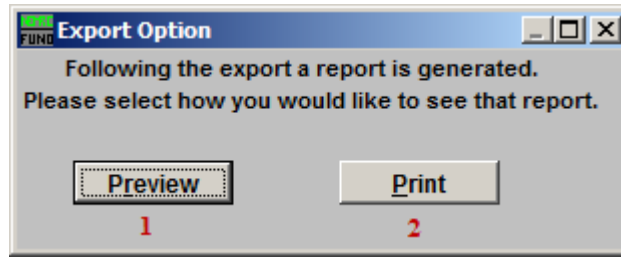 NEMRC
FUND
Export Option
Following the export a report is generated.
Please select how you would like to see that report.
Preview Print
1 2